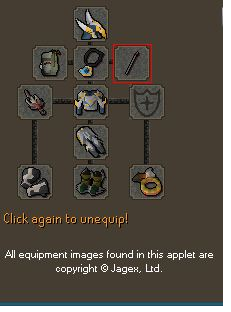 Click again to unequip!
All equipment images found in this applet are
copyright © Jagex, Ltd.